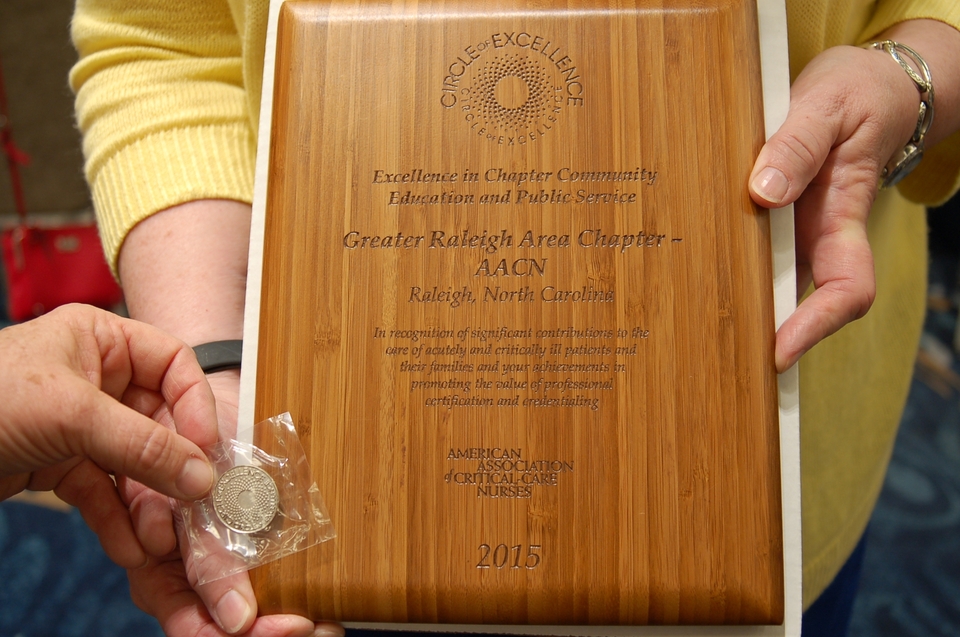 CIRCLE OF EXCELLENCE
CIRCLE OF EXCELLENCE
Excellence in Chapter Community
Education and Public Service
Greater Raleigh Area Chapter –
AACN
Raleigh, North Carolina
In recognition of significant contributions to the
care of acutely and critically ill patients and
their families and your achievements in
promoting the value of professional
certification and credentialing
AMERICAN
ASSOCIATION
of CRITICAL-CARE
NURSES
2015